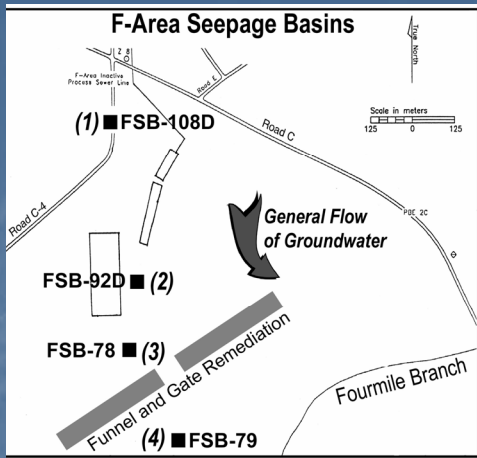 F-Area Seepage Basins
True North
F-Area Inactive
Process Sewer Line
Road E
Scale in meters
125 0 125
(1) FSB-108D
Road C
Road C-4
General Flow
of Groundwater
FSB-92D (2)
FSB-78 (3)
Funnel and Gate Remediation
Fourmile Branch
(4) FSB-79